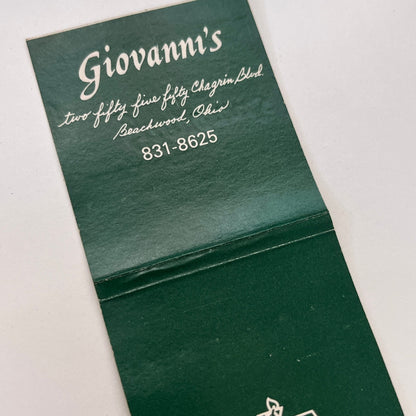 Giovanni's
two fifty five fifty Chagrin Blvd.
Beachwood, Ohio
831-8625